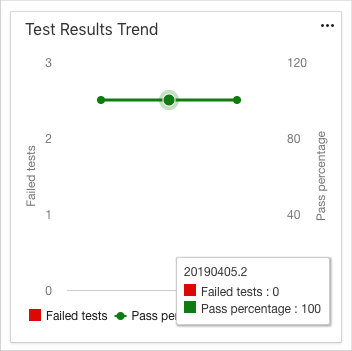 Test Results Trend
3
120
2
80
1
40
0
Failed tests
Pass percentage
20190405.2
Failed tests : 0
Pass percentage : 100
Failed tests
Pass pe